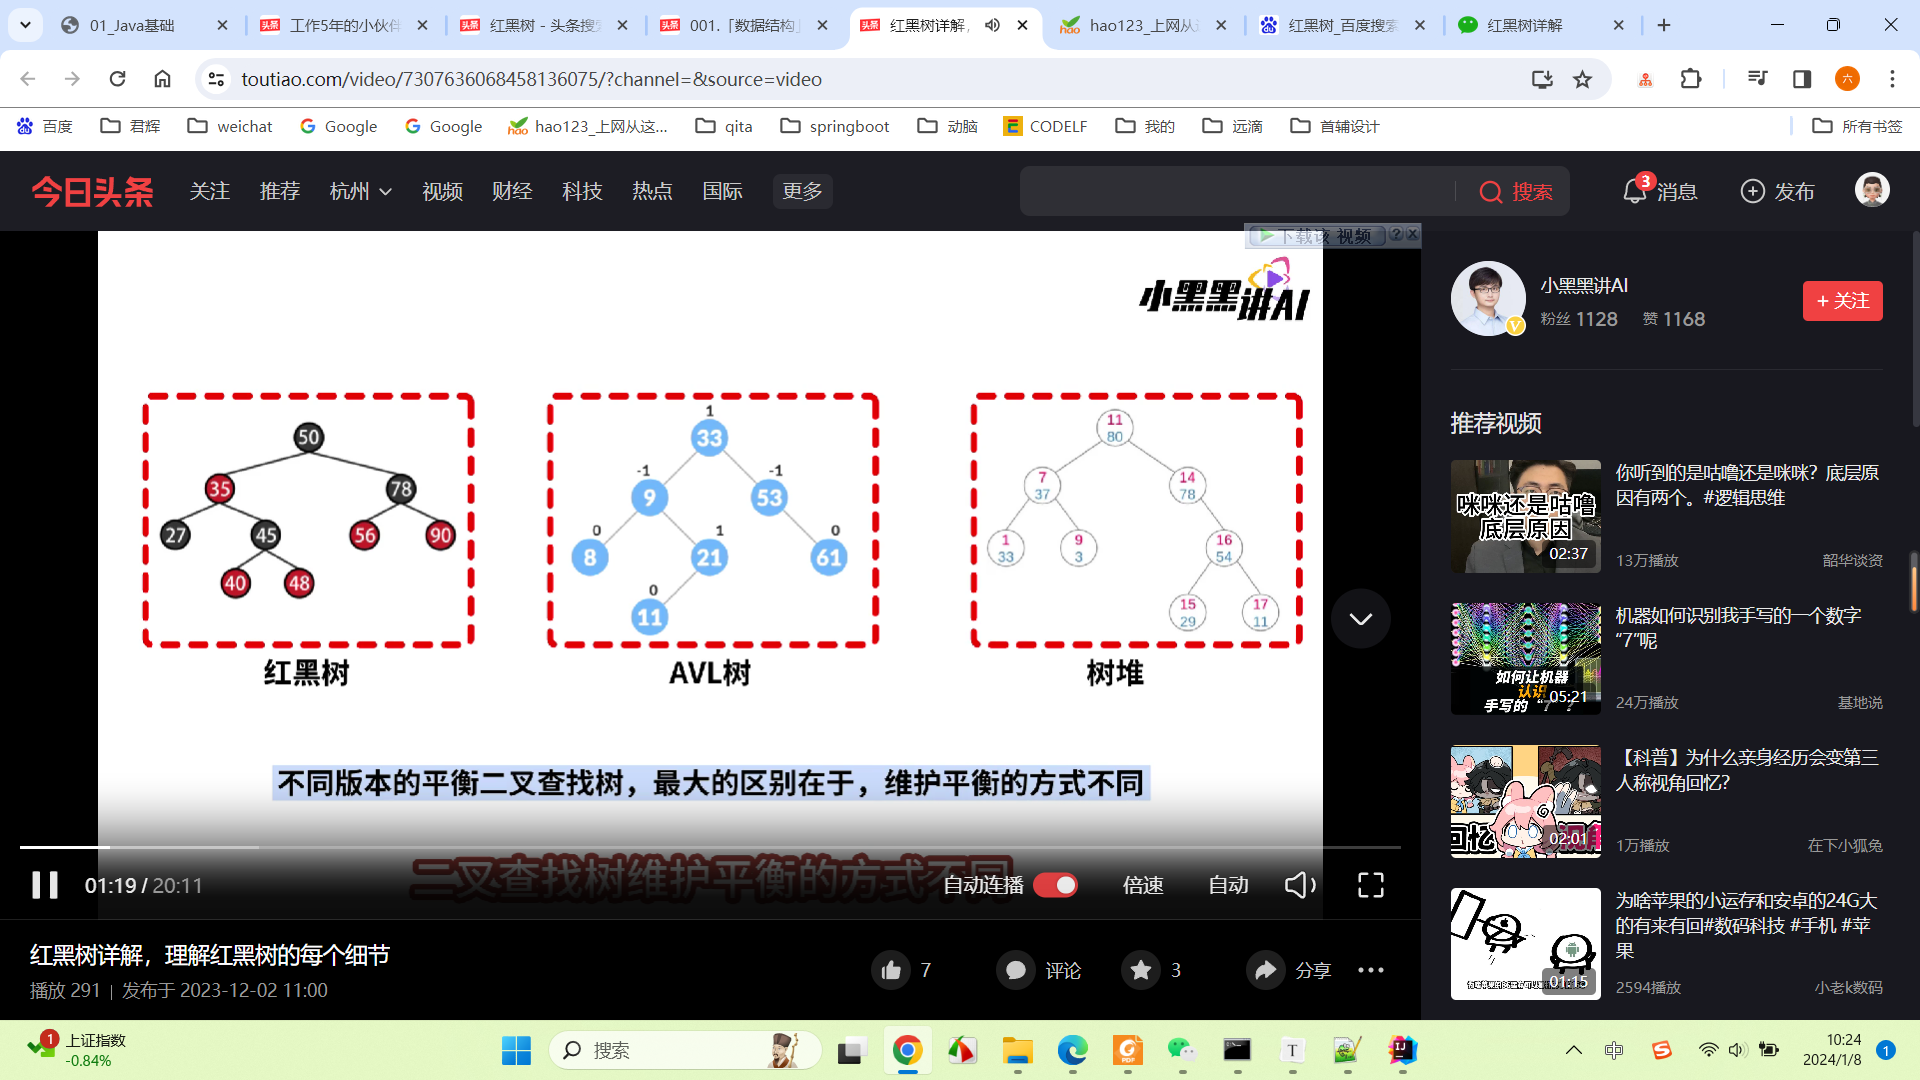 01_Java基础
工作5年的小伙伴
红黑树 - 头条搜索
001.「数据结构」
红黑树详解,
hao123_上网从这
红黑树_百度搜索
红黑树详解
toutiao.com/video/7307636068458136075/?channel=&source=video
六
百度
君辉
weichat
Google
Google
hao123_上网从这...
qita
springboot
动脑
CODELF
我的
远滴
首辅设计
所有书签
今日头条
关注
推荐
杭州
视频
财经
科技
热点
国际
更多
搜索
3
消息
发布
下载该 视频
?
小黑黑讲AI
50
35
78
27
45
56
90
40
48
红黑树
1
33
-1
-1
9
53
0
1
0
8
21
61
0
11
AVL树
11
80
7
37
14
78
1
33
9
3
16
54
15
29
17
11
树堆
不同版本的平衡二叉查找树，最大的区别在于，维护平衡的方式不同
二叉查找树维护平衡的方式不同
01:19 / 20:11
自动连播
倍速
自动
红黑树详解，理解红黑树的每个细节
播放 291 | 发布于 2023-12-02 11:00
7
评论
3
分享
小黑黑讲AI
粉丝 1128 赞 1168
+ 关注
推荐视频
咪咪还是咕噜
底层原因
02:37
你听到的是咕噜还是咪咪？底层原
因有两个。#逻辑思维
13万播放
韶华谈资
如何让机器
认识
手写的“7”？
05:21
机器如何识别我手写的一个数字
“7”呢
24万播放
基地说
02:01
【科普】为什么亲身经历会变第三
人称视角回忆？
1万播放
在下小狐兔
01:15
为啥苹果的小运存和安卓的24G大
的有来有回#数码科技 #手机 #苹
果
2594播放
小老k数码
1
上证指数
-0.84%
搜索
中
10:24
2024/1/8
1